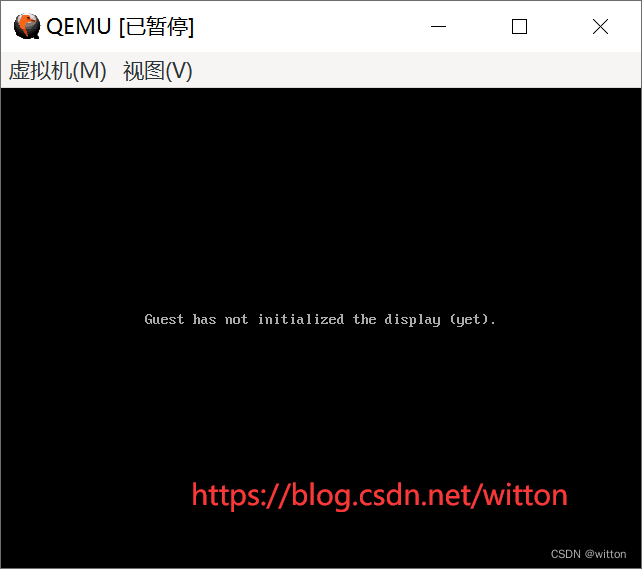 QEMU [已暂停]
虚拟机(M) 视图(V)
Guest has not initialized the display (yet).
https://blog.csdn.net/witton
CSDN @witton